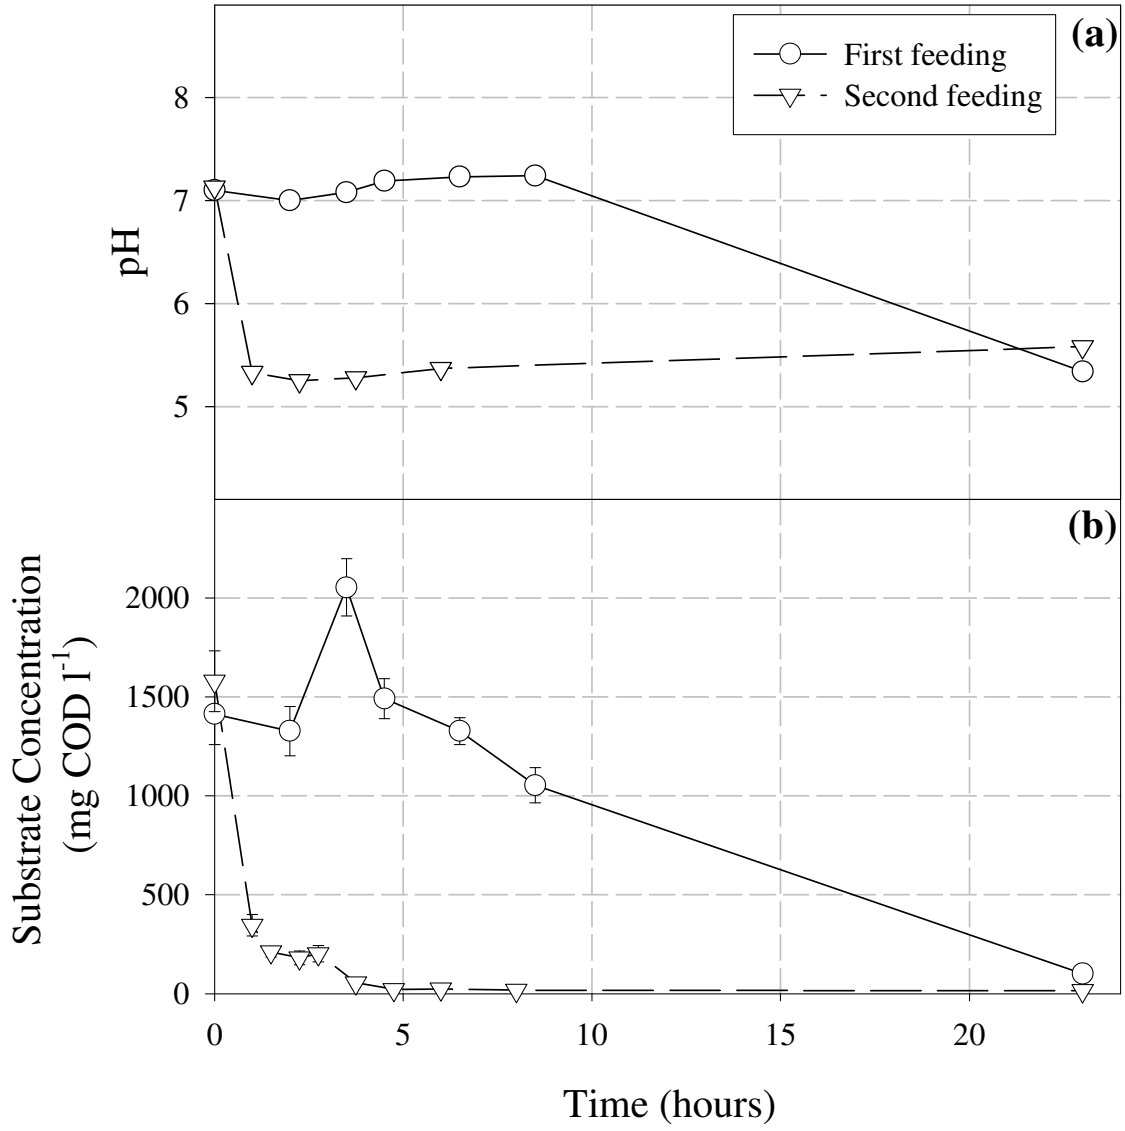 (a)
First feeding
Second feeding
8
7
6
5
pH
(b)
2000
1500
1000
500
0
Substrate Concentration
(mg COD l⁻¹)
0 5 10 15 20
Time (hours)